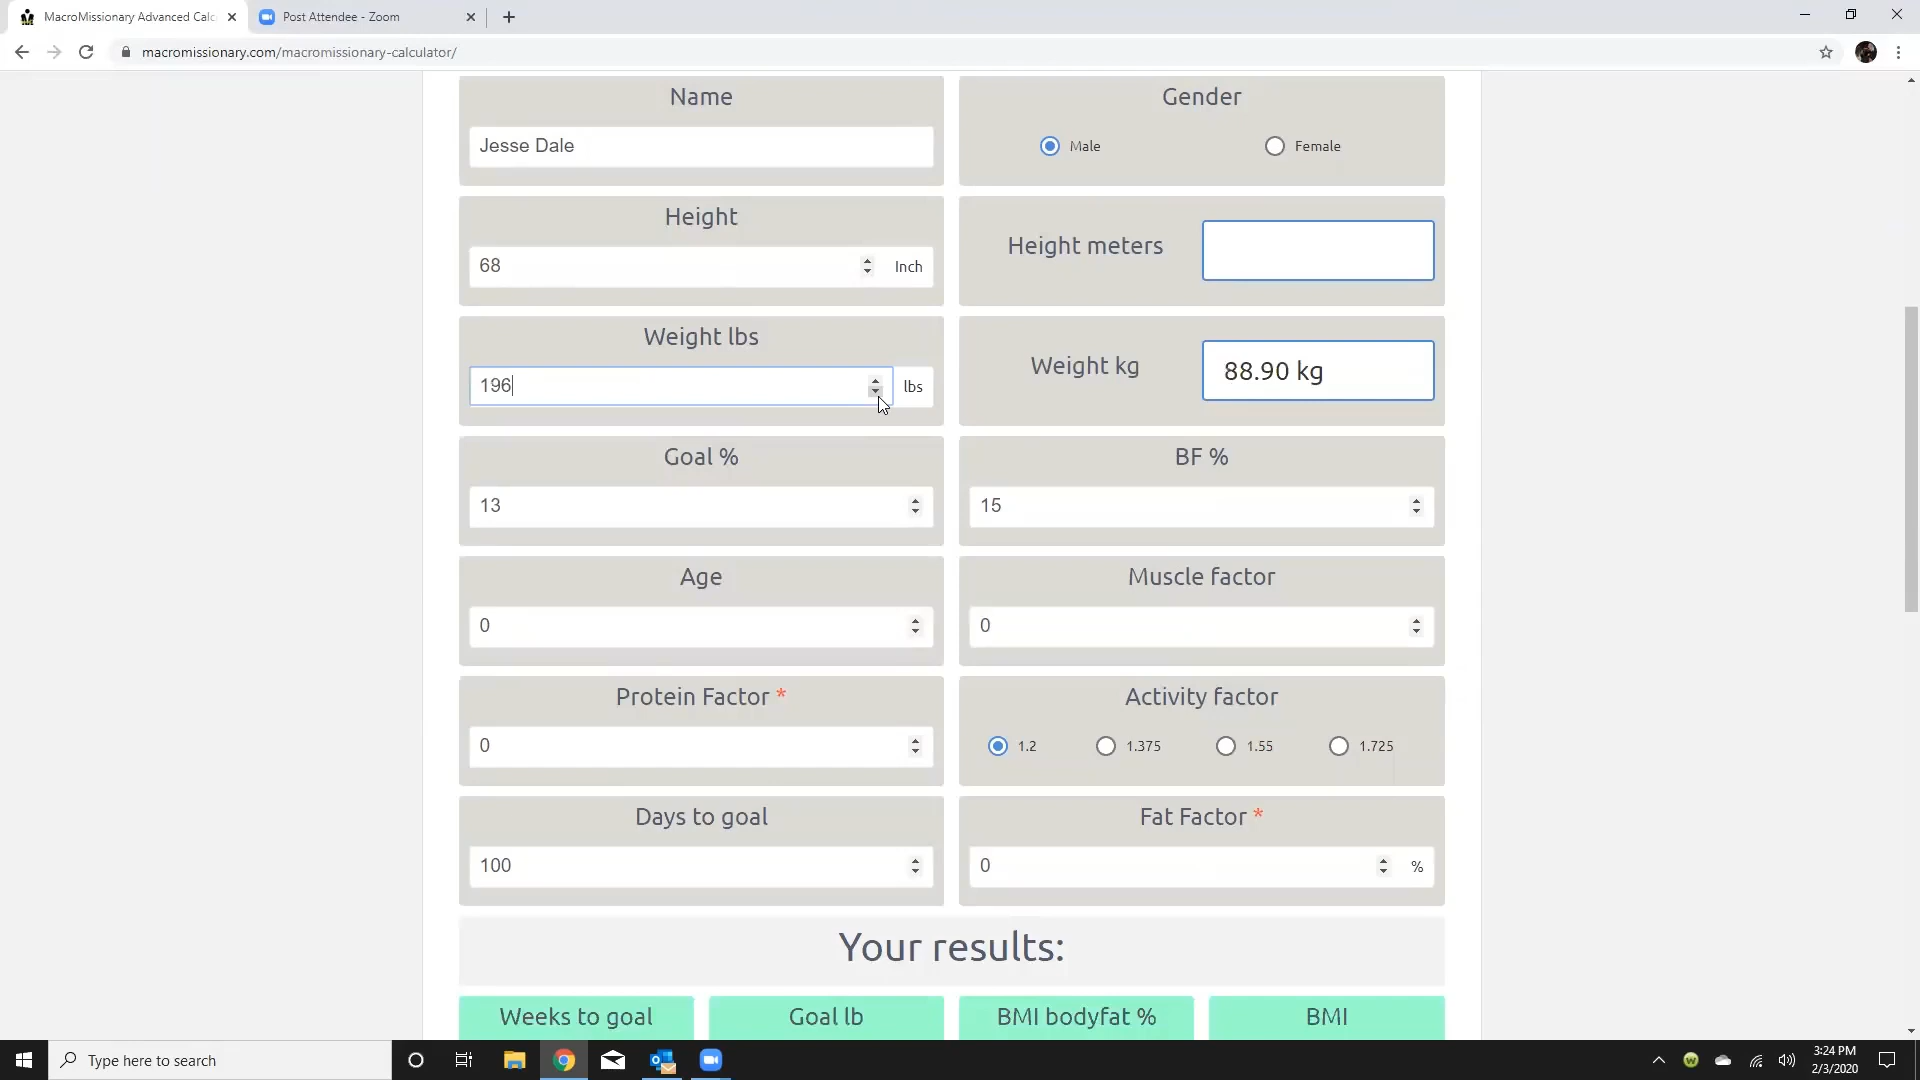 MacroMissionary Advanced Calc
Post Attendee - Zoom
macromissionary.com/macromissionary-calculator/
Name
Jesse Dale
Gender
Male
Female
Height
68
Inch
Height meters
Weight lbs
196
lbs
Weight kg
88.90 kg
Goal %
13
BF %
15
Age
0
Muscle factor
0
Protein Factor *
0
Activity factor
1.2
1.375
1.55
1.725
Days to goal
100
Fat Factor *
0
%
Your results:
Weeks to goal
Goal lb
BMI bodyfat %
BMI
Type here to search
3:24 PM
2/3/2020